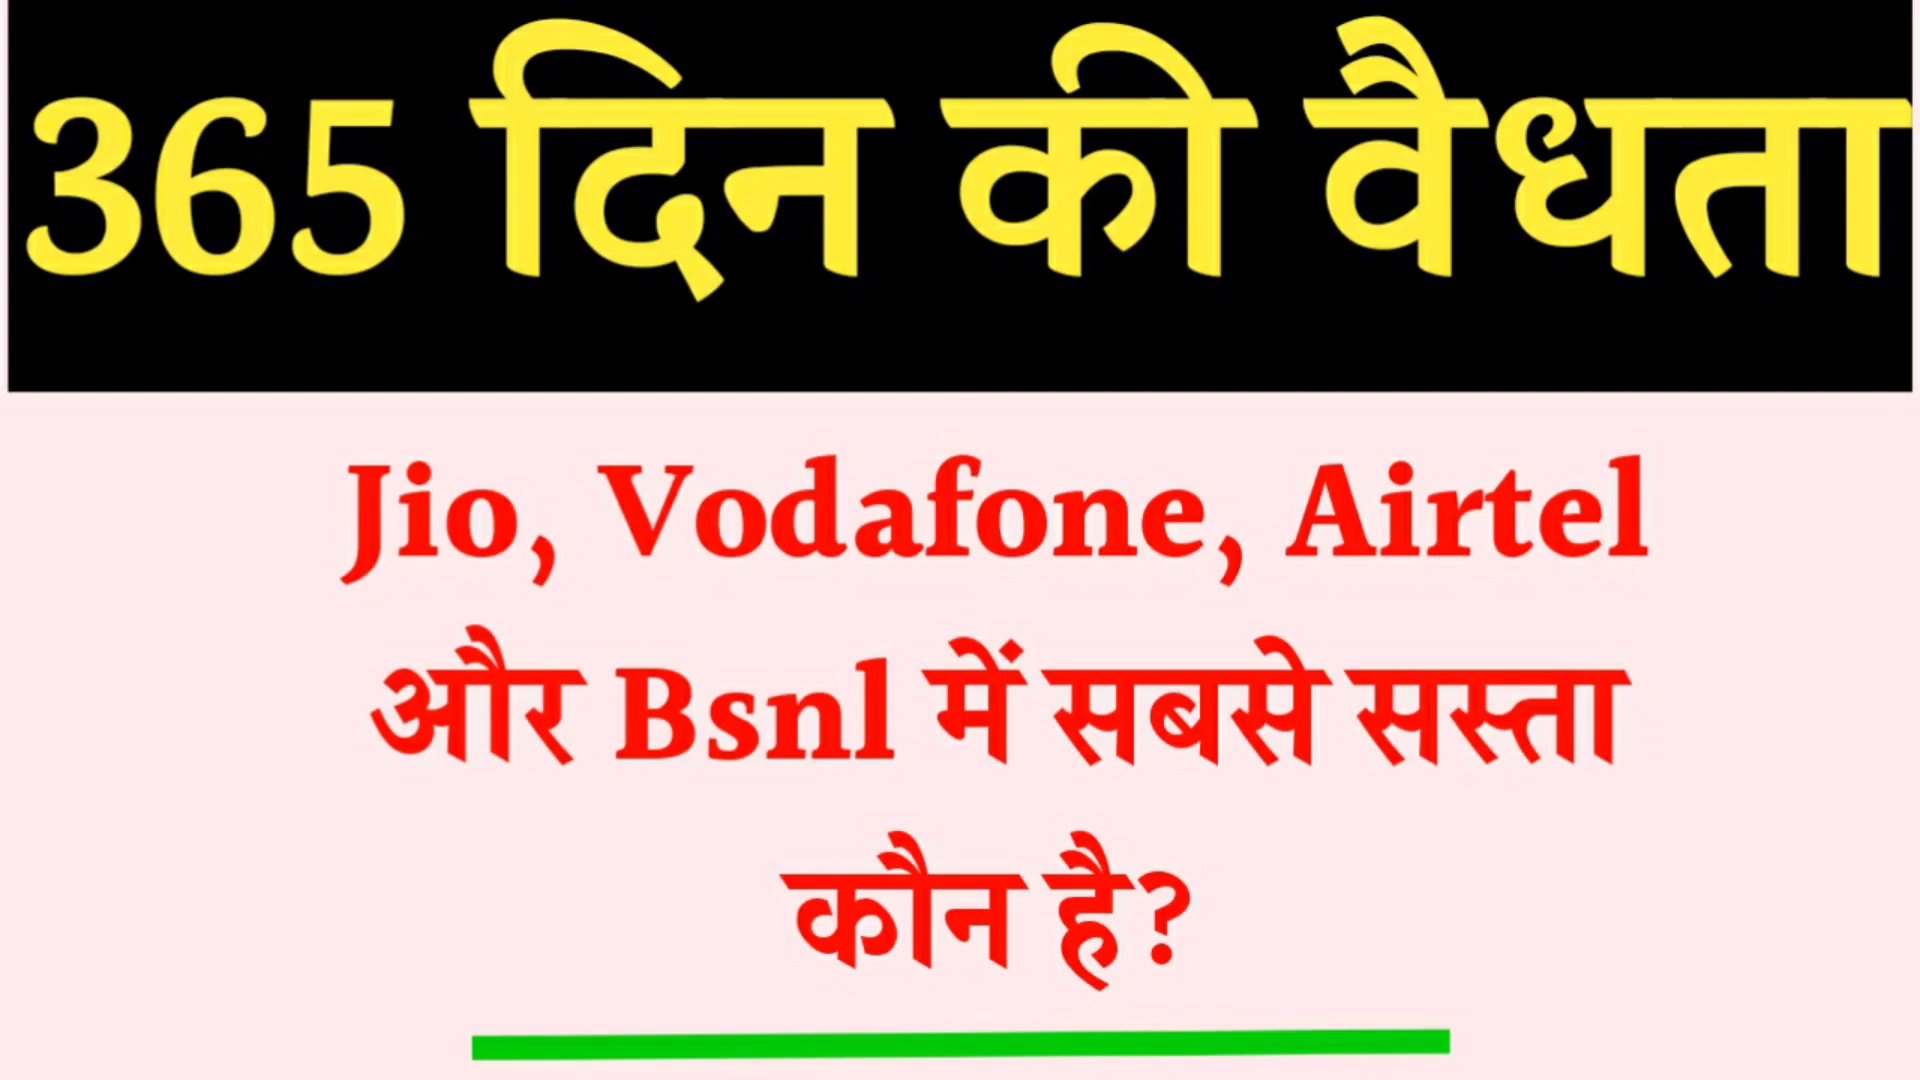 365 दिन की वैधता
Jio, Vodafone, Airtel
और Bsnl में सबसे सस्ता
कौन है?